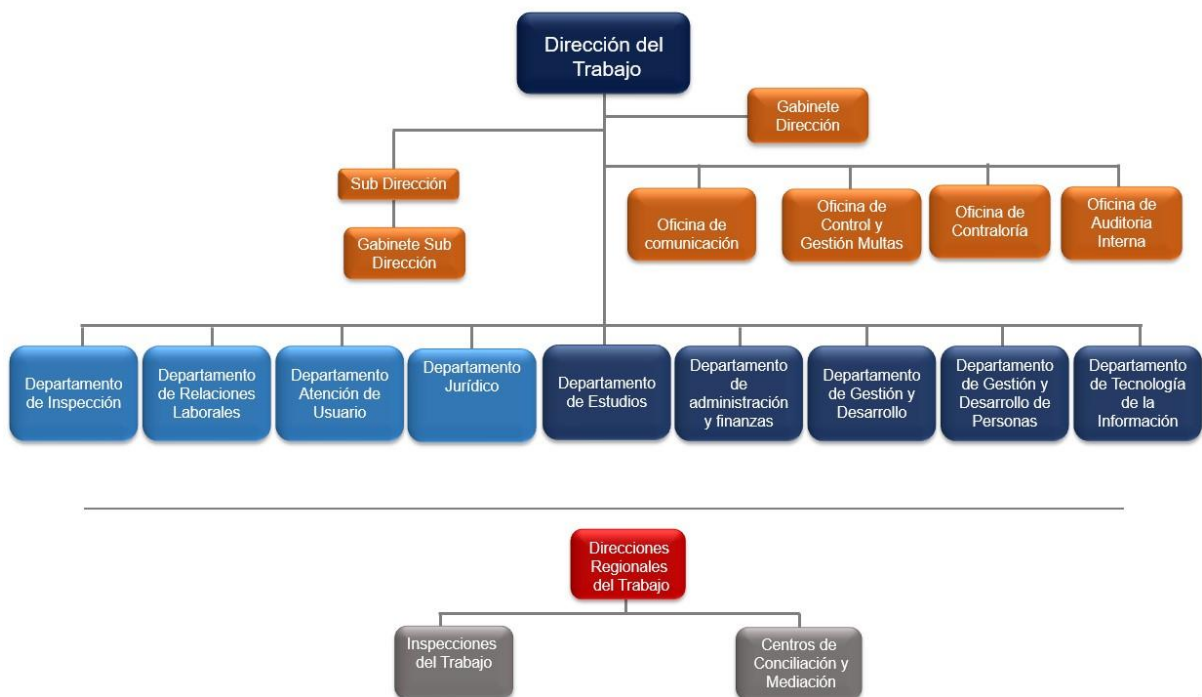 Dirección del
Trabajo
Gabinete
Dirección
Sub Dirección
Gabinete Sub
Dirección
Oficina de
comunicación
Oficina de
Control y
Gestión Multas
Oficina de
Contraloría
Oficina de
Auditoria
Interna
Departamento
de Inspección
Departamento
de Relaciones
Laborales
Departamento
Atención de
Usuario
Departamento
Jurídico
Departamento
de Estudios
Departamento
de
administración
y finanzas
Departamento
de Gestión y
Desarrollo
Departamento
de Gestión y
Desarrollo de
Personas
Departamento
de Tecnología
de la
Información
Direcciones
Regionales
del Trabajo
Inspecciones
del Trabajo
Centros de
Conciliación y
Mediación